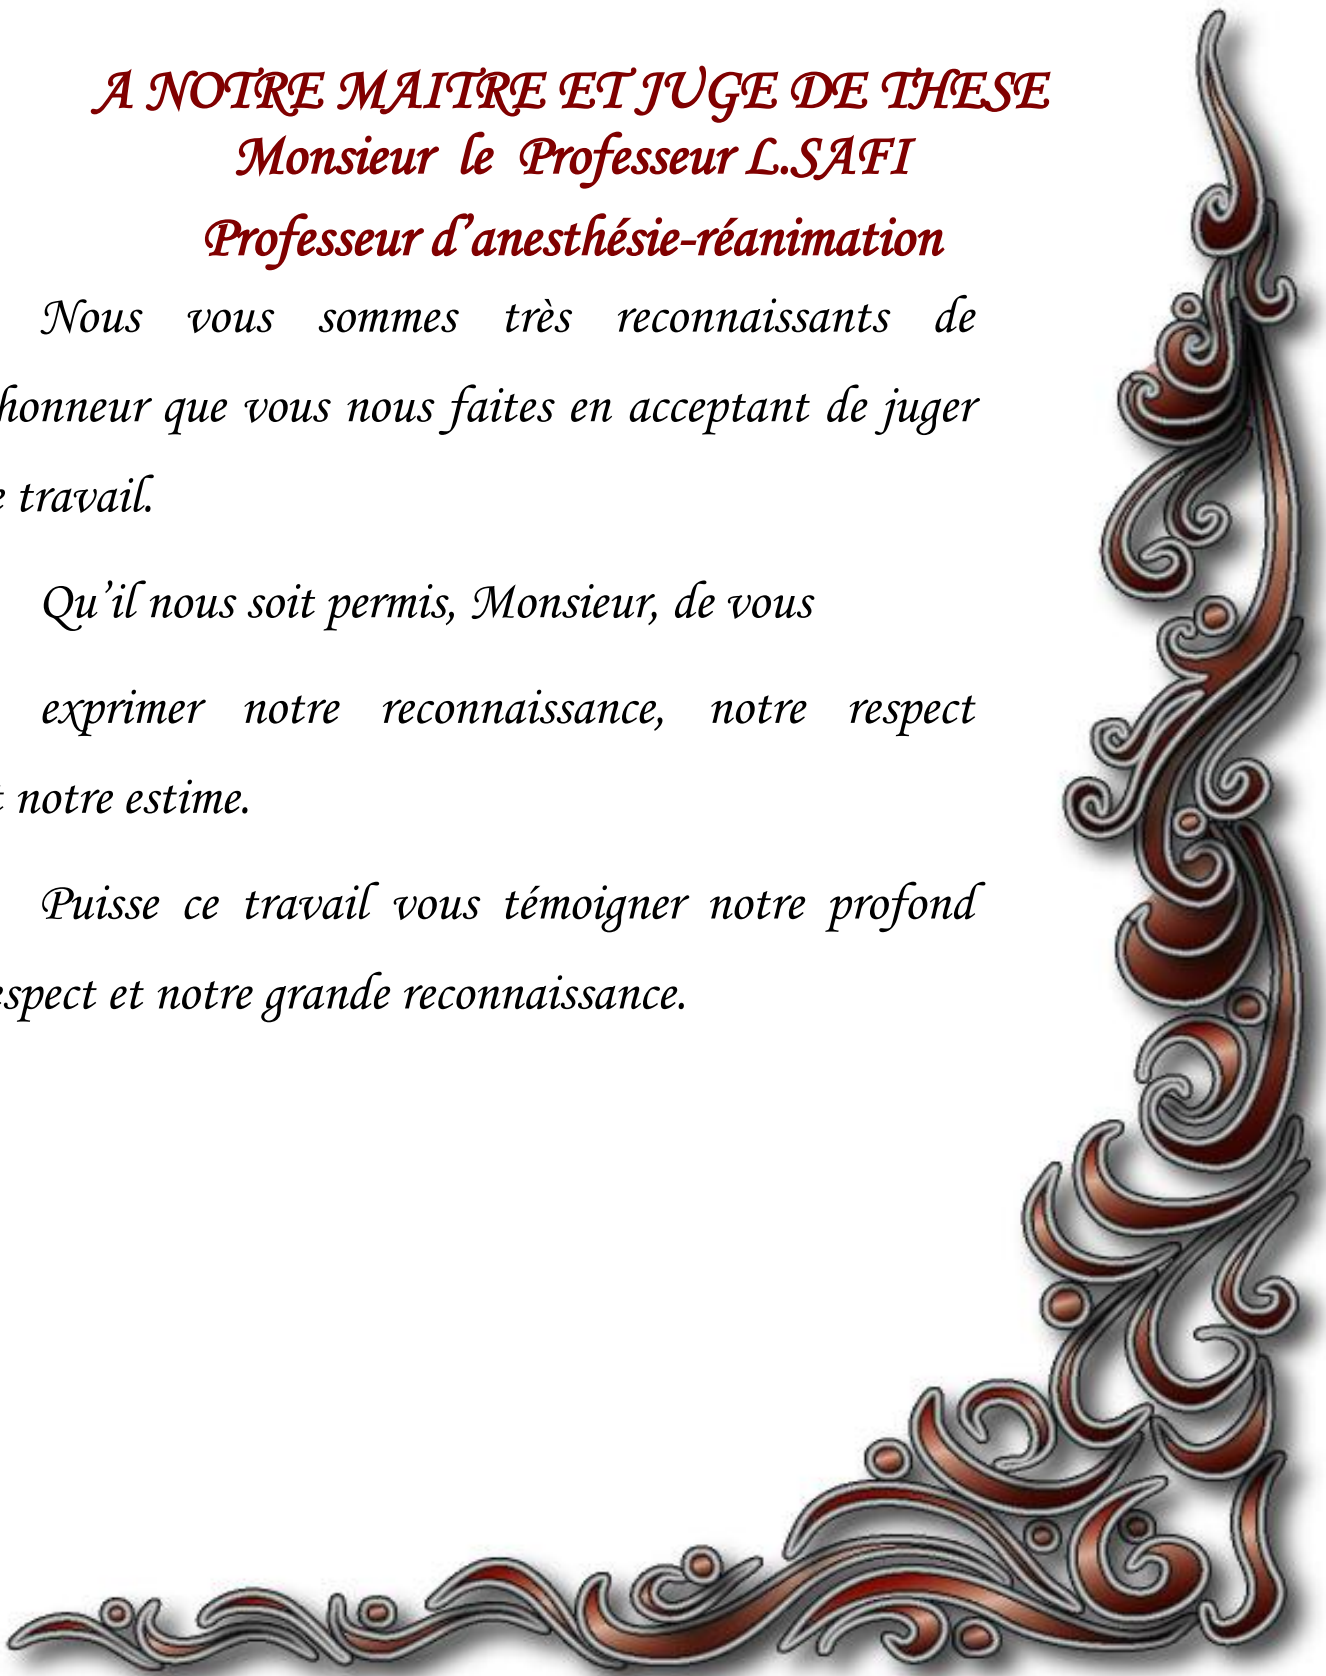 A NOTRE MAITRE ET JUGE DE THESE
Monsieur le Professeur L.SAFI
Professeur d’anesthésie-réanimation
Nous vous sommes très reconnaissants de
honneur que vous nous faites en acceptant de juger
e travail.
Qu’il nous soit permis, Monsieur, de vous
exprimer notre reconnaissance, notre respect
t notre estime.
Puisse ce travail vous témoigner notre profond
espect et notre grande reconnaissance.